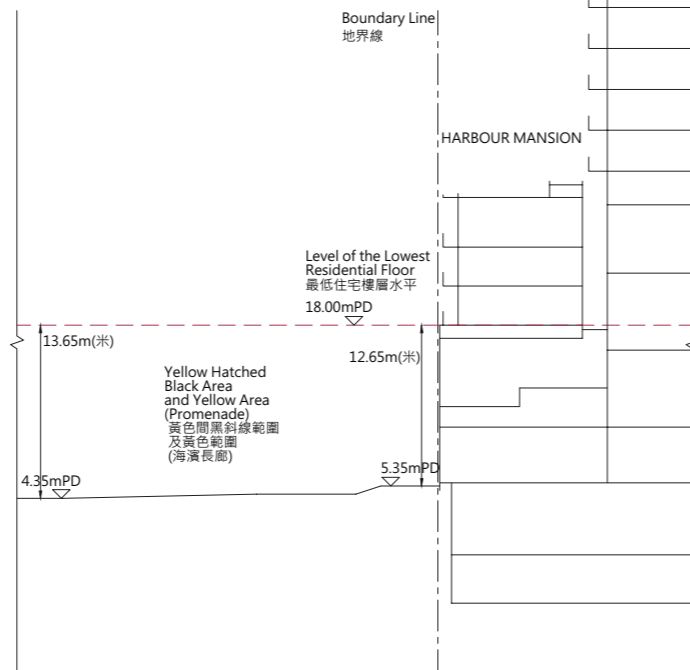 Boundary Line
地界線
HARBOUR MANSION
Level of the Lowest
Residential Floor
最低住宅樓層水平
18.00mPD
13.65m(米)
12.65m(米)
Yellow Hatched
Black Area
and Yellow Area
(Promenade)
黃色間黑斜線範圍
及黃色範圍
(海濱長廊)
4.35mPD
5.35mPD